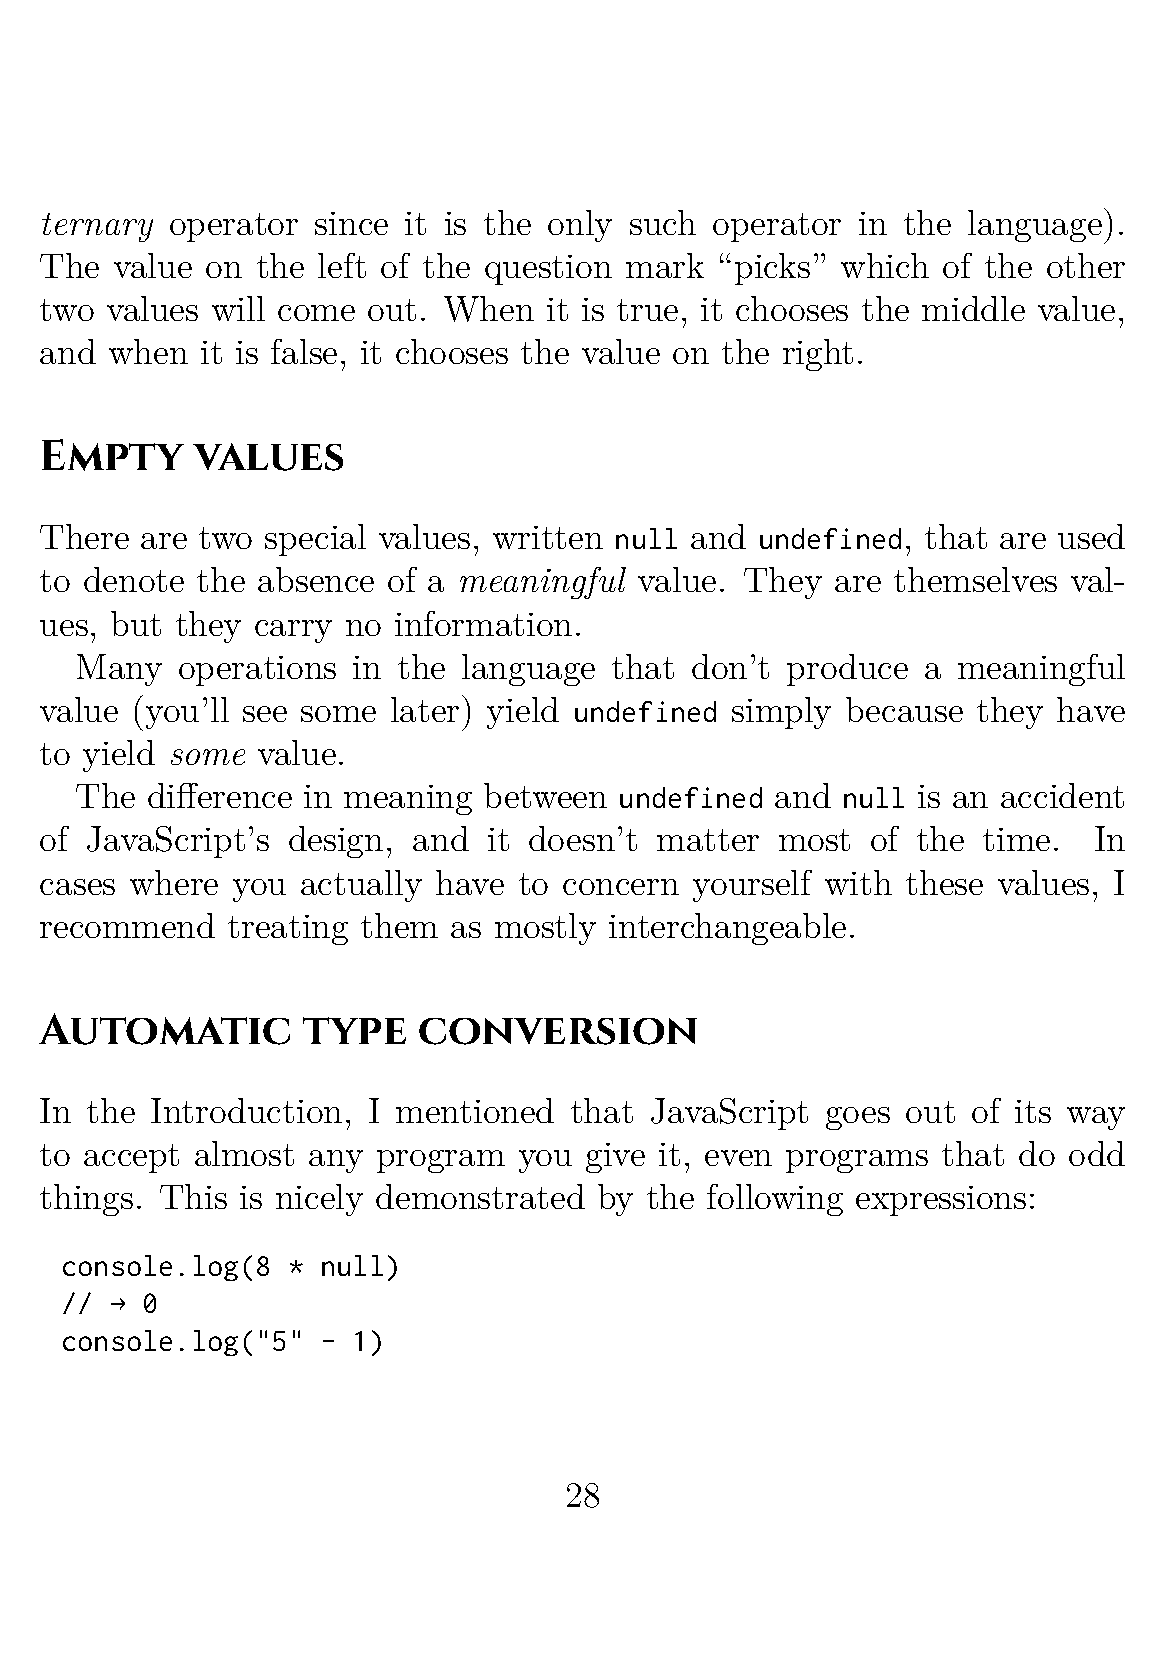 ternary operator since it is the only such operator in the language).
The value on the left of the question mark “picks” which of the other
two values will come out. When it is true, it chooses the middle value,
and when it is false, it chooses the value on the right.
Empty values
There are two special values, written null and undefined, that are used
to denote the absence of a meaningful value. They are themselves val-
ues, but they carry no information.
Many operations in the language that don’t produce a meaningful
value (you’ll see some later) yield undefined simply because they have
to yield some value.
The difference in meaning between undefined and null is an accident
of JavaScript’s design, and it doesn’t matter most of the time. In
cases where you actually have to concern yourself with these values, I
recommend treating them as mostly interchangeable.
Automatic type conversion
In the Introduction, I mentioned that JavaScript goes out of its way
to accept almost any program you give it, even programs that do odd
things. This is nicely demonstrated by the following expressions:
console.log(8 * null)
// → 0
console.log("5" - 1)
28